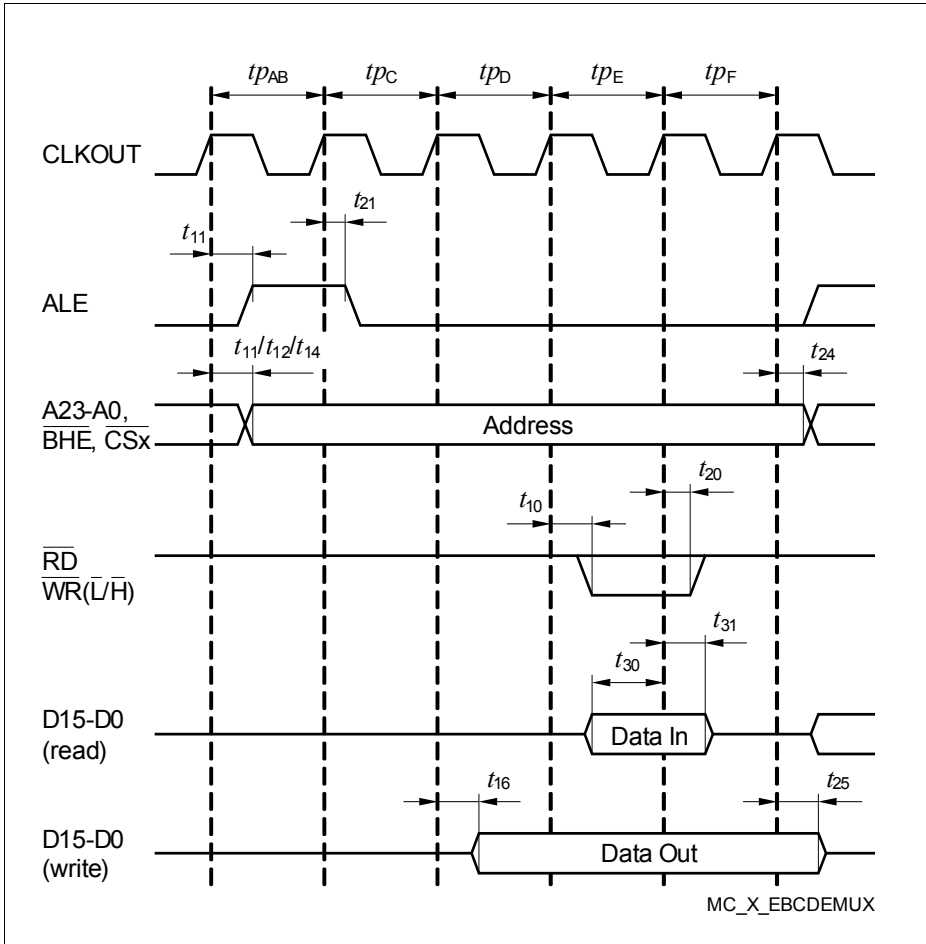 tpAB tpC tpD tpE tpF
CLKOUT
t21
t11
ALE
t11/t12/t14 t24
A23-A0,
BHE, CSx
Address
t20
t10
RD
WR(L/H)
t31
t30
D15-D0
(read)
Data In
t16 t25
D15-D0
(write)
Data Out
MC_X_EBCDEMUX